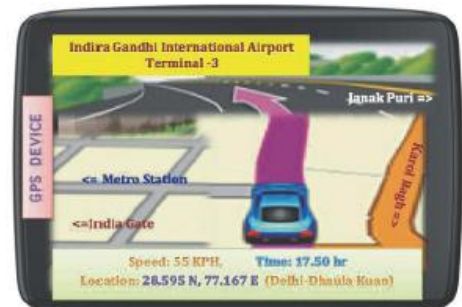 Indira Gandhi International Airport
Terminal -3
Janak Puri =>
GPS DEVICE
Karol Bagh =>
<= Metro Station
<=India Gate
Speed: 55 KPH, Time: 17.50 hr
Location: 28.595 N, 77.167 E (Delhi-Dhaula Kuan)